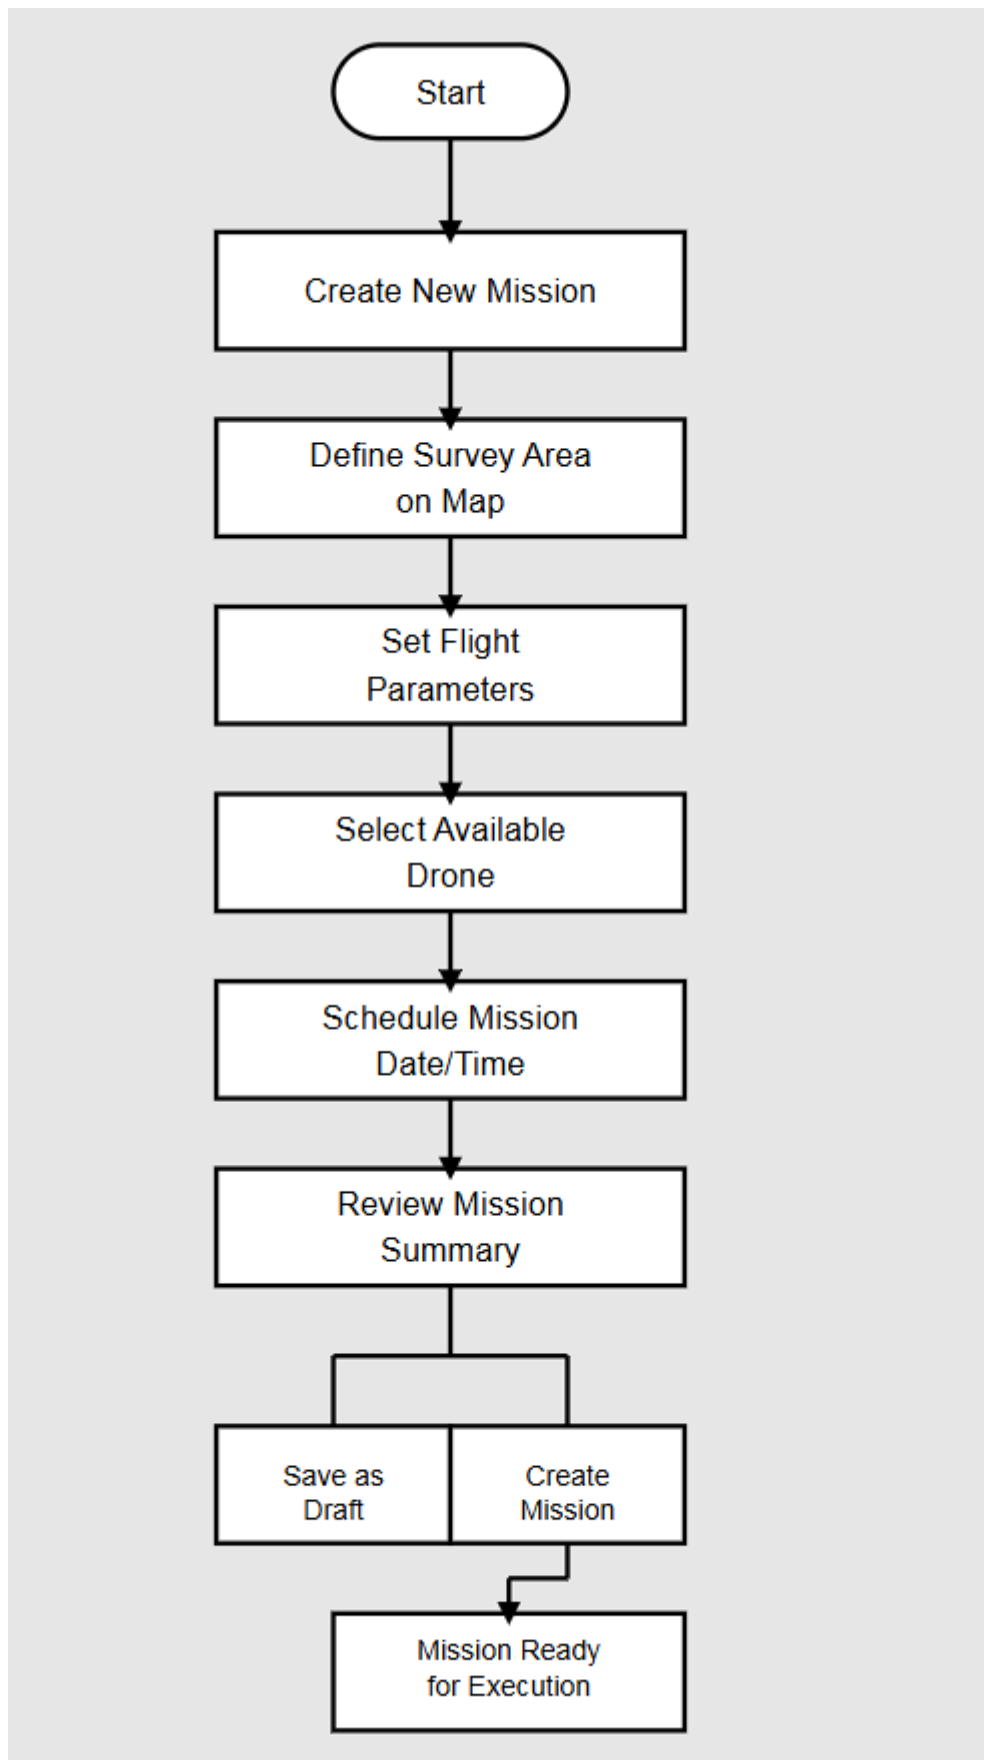 Start
Create New Mission
Define Survey Area
on Map
Set Flight
Parameters
Select Available
Drone
Schedule Mission
Date/Time
Review Mission
Summary
Save as
Draft
Create
Mission
Mission Ready
for Execution